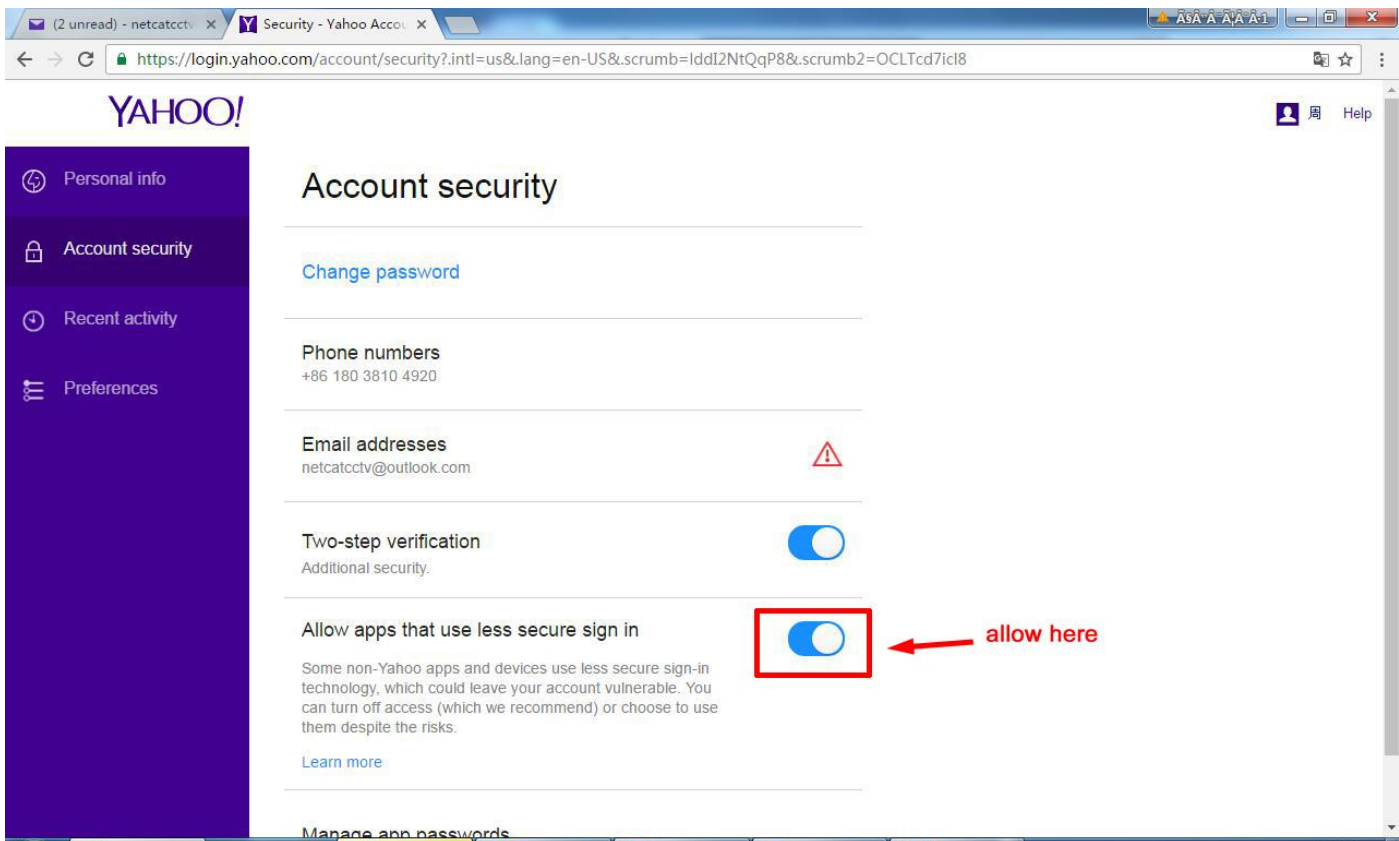 (2 unread) - netcatcctv
Security - Yahoo Accou
https://login.yahoo.com/account/security?.intl=us&.lang=en-US&.scrumb=IddI2NtQqP8&.scrumb2=OCLTcd7icl8
YAHOO!
周 Help
Personal info
Account security
Recent activity
Preferences
Account security
Change password
Phone numbers
+86 180 3810 4920
Email addresses
netcatcctv@outlook.com
Two-step verification
Additional security.
Allow apps that use less secure sign in
allow here
Some non-Yahoo apps and devices use less secure sign-in
technology, which could leave your account vulnerable. You
can turn off access (which we recommend) or choose to use
them despite the risks.
Learn more
Manage app passwords